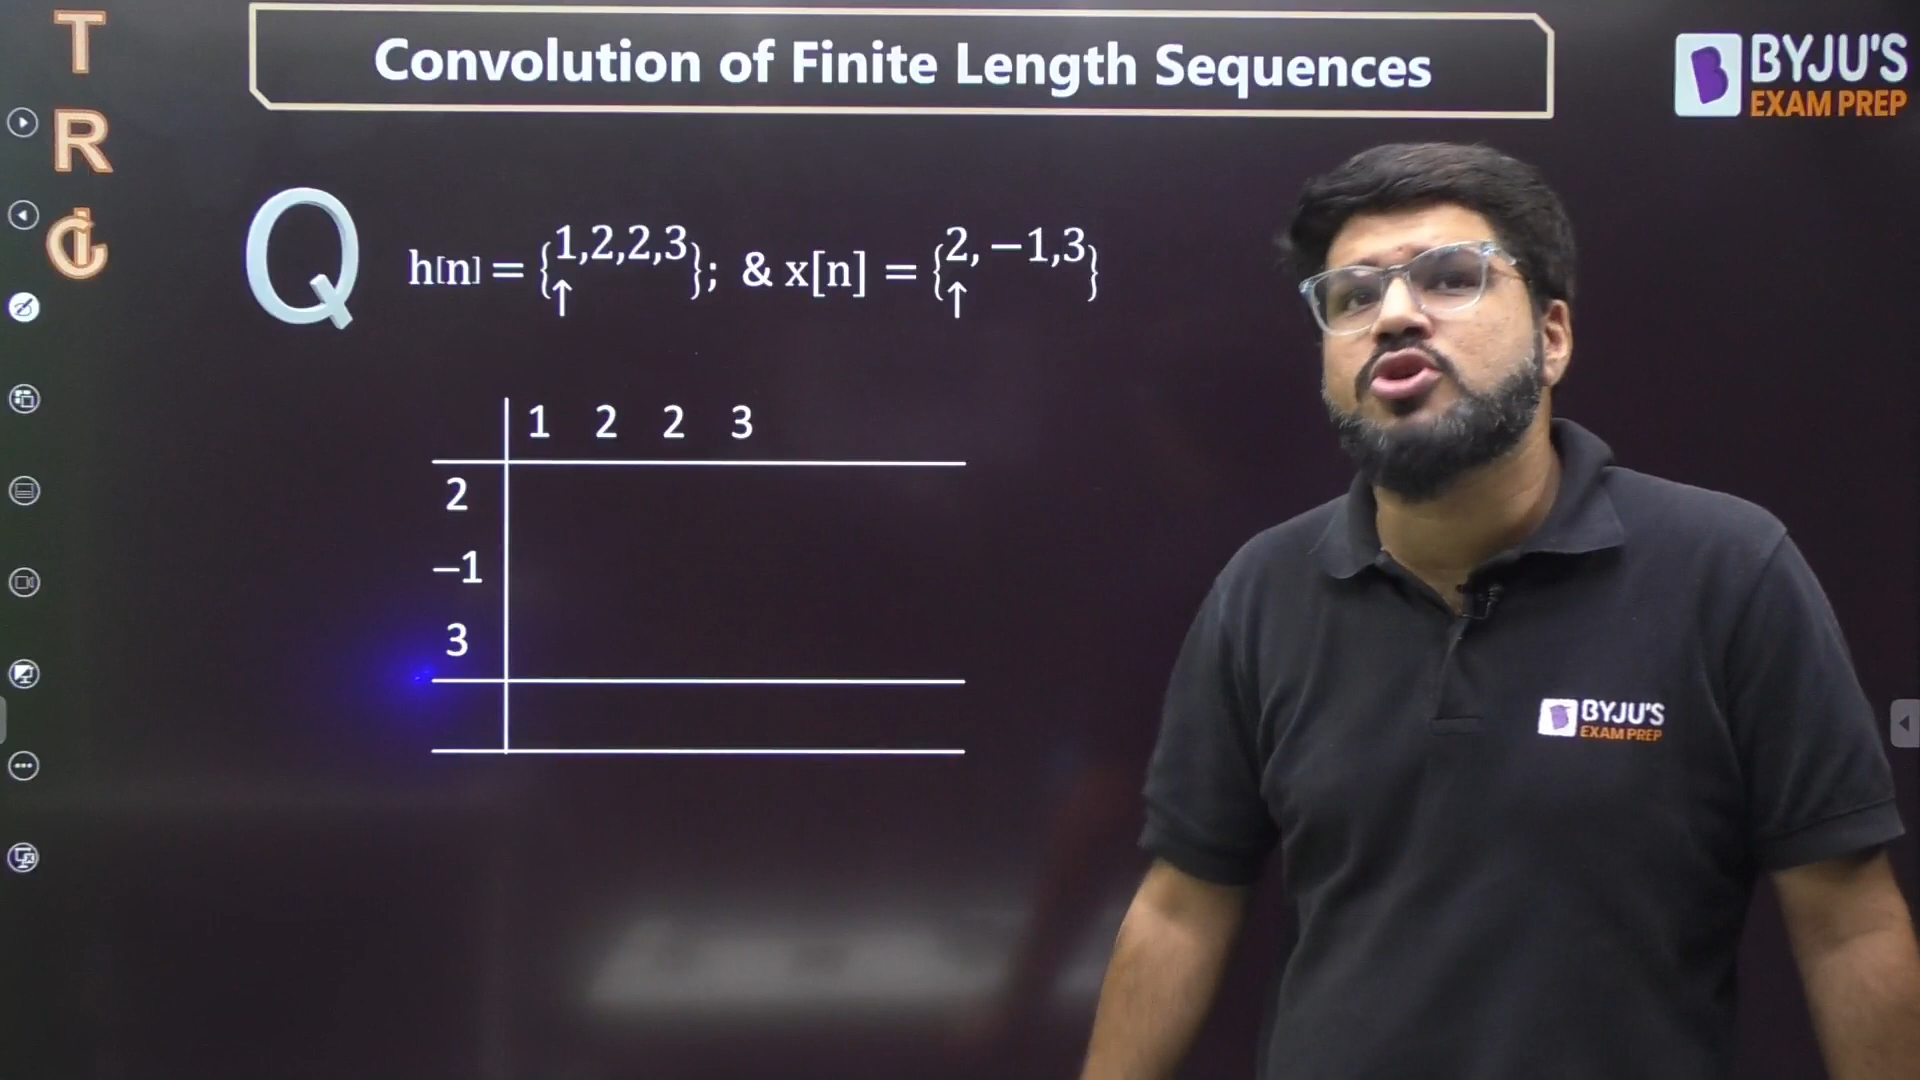 T
R
Convolution of Finite Length Sequences
BYJU'S
EXAM PREP
Q
h[n] = {1,2,2,3}; & x[n] = {2, −1,3}
↑ ↑
1 2 2 3
2
–1
3
BYJU'S
EXAM PREP